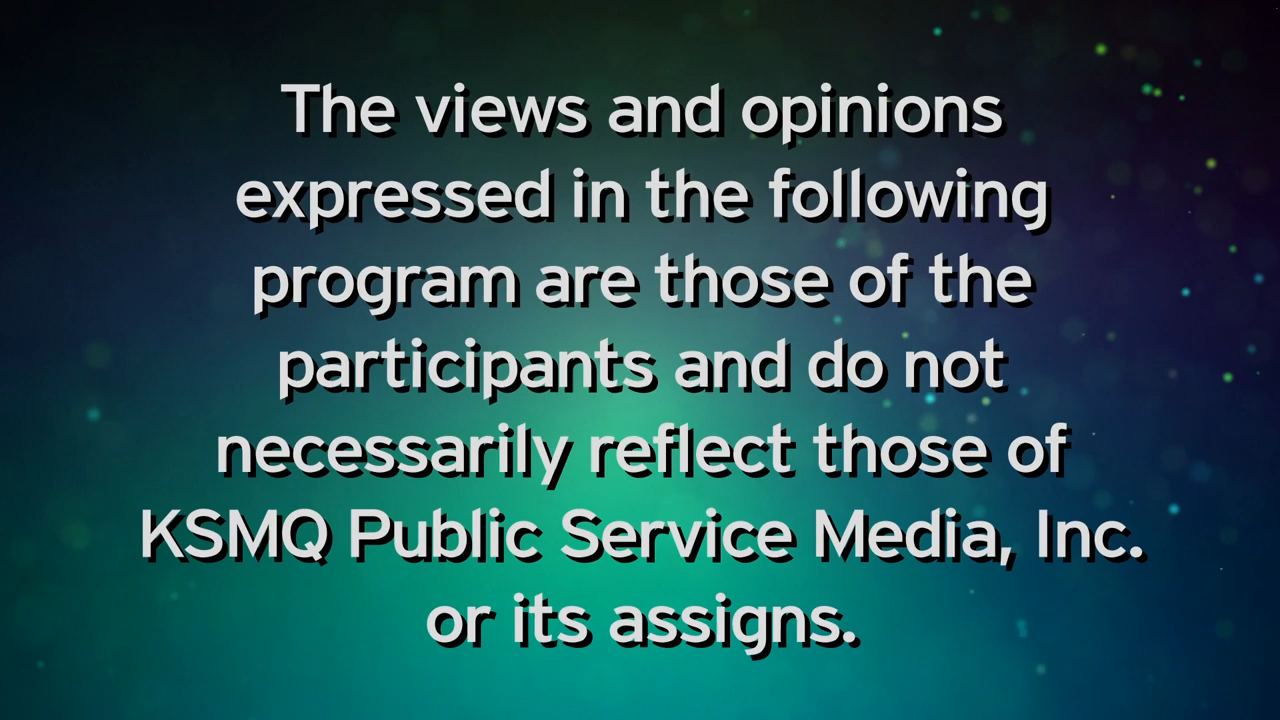 The views and opinions
expressed in the following
program are those of the
participants and do not
necessarily reflect those of
KSMQ Public Service Media, Inc.
or its assigns.